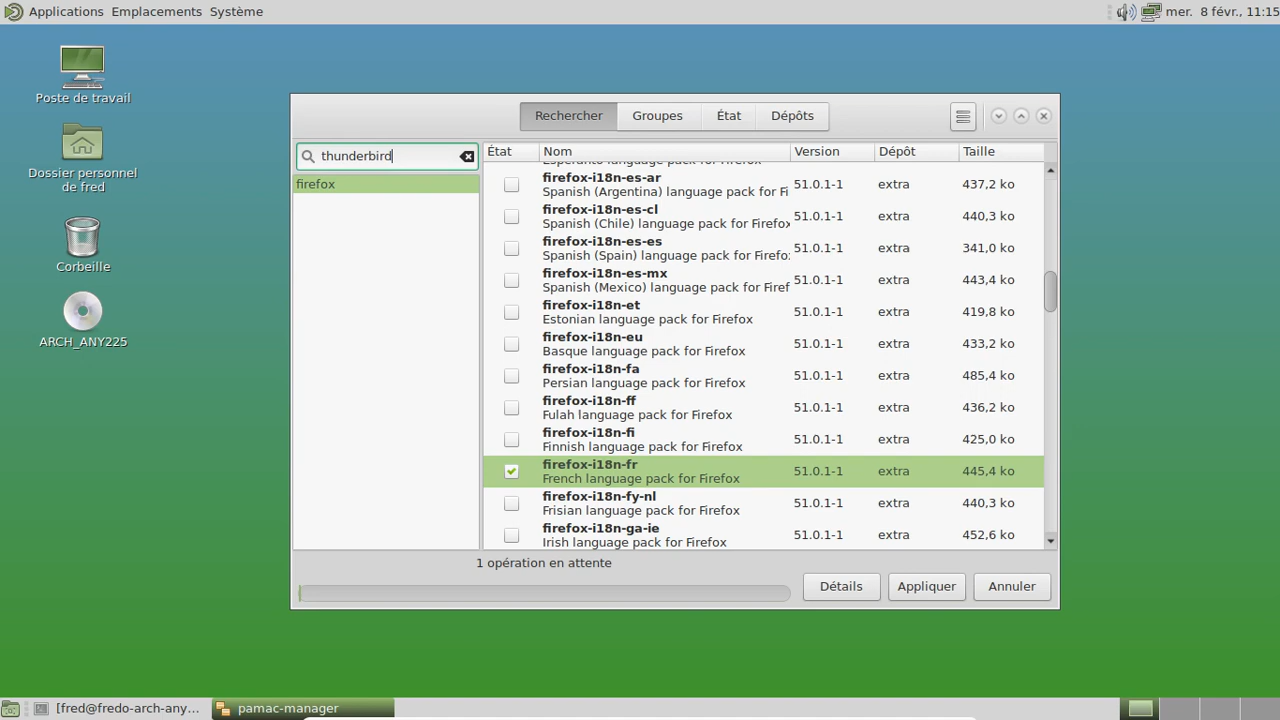 Applications Emplacements Système
mer. 8 févr., 11:15
Poste de travail
Dossier personnel
de fred
Corbeille
ARCH_ANY225
Rechercher Groupes État Dépôts
thunderbird
firefox
État Nom Version Dépôt Taille
Esperanto language pack for Firefox
firefox-i18n-es-ar 51.0.1-1 extra 437,2 ko
Spanish (Argentina) language pack for Fi
firefox-i18n-es-cl 51.0.1-1 extra 440,3 ko
Spanish (Chile) language pack for Firefox
firefox-i18n-es-es 51.0.1-1 extra 341,0 ko
Spanish (Spain) language pack for Firefo
firefox-i18n-es-mx 51.0.1-1 extra 443,4 ko
Spanish (Mexico) language pack for Firef
firefox-i18n-et 51.0.1-1 extra 419,8 ko
Estonian language pack for Firefox
firefox-i18n-eu 51.0.1-1 extra 433,2 ko
Basque language pack for Firefox
firefox-i18n-fa 51.0.1-1 extra 485,4 ko
Persian language pack for Firefox
firefox-i18n-ff 51.0.1-1 extra 436,2 ko
Fulah language pack for Firefox
firefox-i18n-fi 51.0.1-1 extra 425,0 ko
Finnish language pack for Firefox
firefox-i18n-fr 51.0.1-1 extra 445,4 ko
French language pack for Firefox
firefox-i18n-fy-nl 51.0.1-1 extra 440,3 ko
Frisian language pack for Firefox
firefox-i18n-ga-ie 51.0.1-1 extra 452,6 ko
Irish language pack for Firefox
1 opération en attente
Détails Appliquer Annuler
[fred@fredo-arch-any... pamac-manager